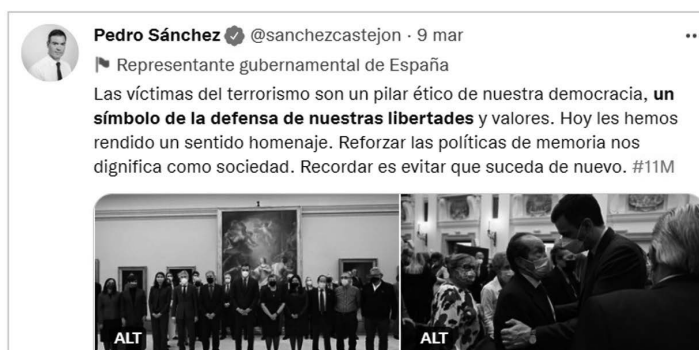 Pedro Sánchez @sanchezcastejon · 9 mar
Representante gubernamental de España
Las víctimas del terrorismo son un pilar ético de nuestra democracia, un
símbolo de la defensa de nuestras libertades y valores. Hoy les hemos
rendido un sentido homenaje. Reforzar las políticas de memoria nos
dignifica como sociedad. Recordar es evitar que suceda de nuevo. #11M
1
ALT
ALT